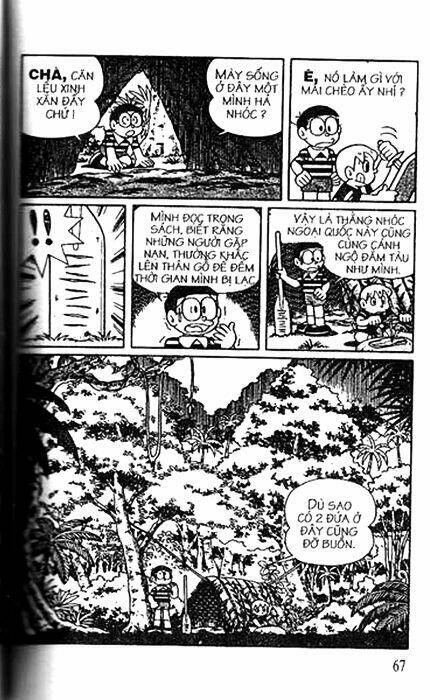 CHÀ, CĂN
LỀU XINH
XẮN ĐẤY
CHỨ!
MÀY SỐNG
Ở ĐÂY MỘT
MÌNH HẢ
NHÓC?
Ê, NÓ LÀM GÌ VỚI
MÁI CHÈO ẤY NHỈ?
!!
MÌNH ĐỌC TRONG
SÁCH, BIẾT RẰNG
NHỮNG NGƯỜI GẶP
NẠN, THƯỜNG KHẮC
LÊN THÂN GỖ ĐỂ ĐẾM
THỜI GIAN MÌNH BỊ LẠC
VẬY LÀ THẰNG NHÓC
NGOẠI QUỐC NÀY CŨNG
CÙNG CẢNH
NGỘ ĐẮM TÀU
NHƯ MÌNH.
DÙ SAO
CÓ 2 ĐỨA Ở
ĐÂY CŨNG
ĐỠ BUỒN.
67